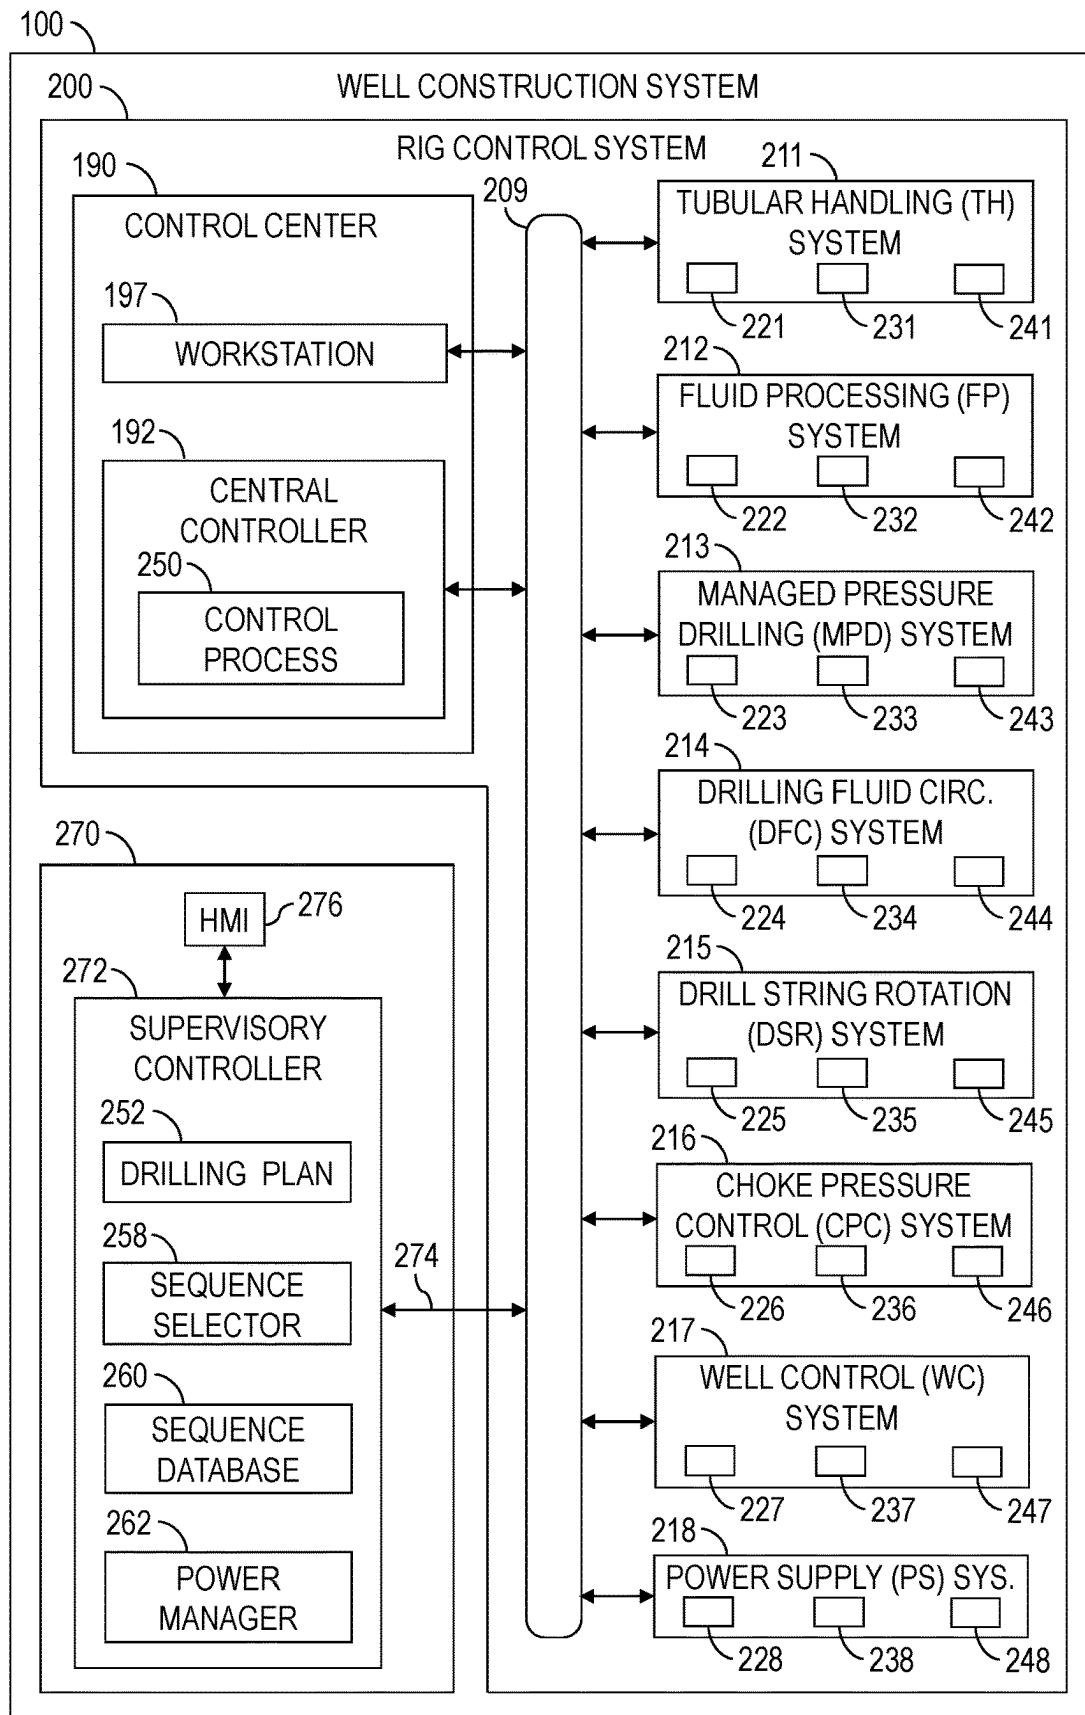 100
WELL CONSTRUCTION SYSTEM
200
RIG CONTROL SYSTEM
190
CONTROL CENTER
197
WORKSTATION
192
CENTRAL
CONTROLLER
250
CONTROL
PROCESS
209
211
TUBULAR HANDLING (TH)
SYSTEM
221 231 241
212
FLUID PROCESSING (FP)
SYSTEM
222 232 242
213
MANAGED PRESSURE
DRILLING (MPD) SYSTEM
223 233 243
214
DRILLING FLUID CIRC.
(DFC) SYSTEM
224 234 244
215
DRILL STRING ROTATION
(DSR) SYSTEM
225 235 245
216
CHOKE PRESSURE
CONTROL (CPC) SYSTEM
226 236 246
217
WELL CONTROL (WC)
SYSTEM
227 237 247
218
POWER SUPPLY (PS) SYS.
228 238 248
270
HMI
276
272
SUPERVISORY
CONTROLLER
252
DRILLING PLAN
258
SEQUENCE
SELECTOR
274
260
SEQUENCE
DATABASE
262
POWER
MANAGER